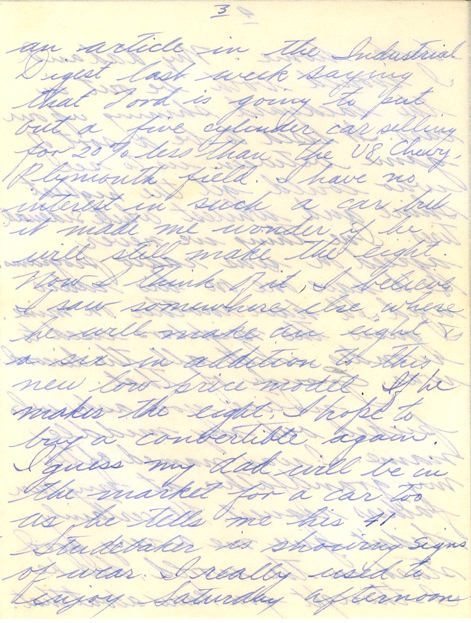 3
an article in the Industrial
Digest last week saying
that Ford is going to put
out a five cylinder car selling
for 20% less than the V8, Chevy,
Plymouth field. I have no
interest in such a car but
it make me wonder if he
will still make the eight.
Now I think of it, I believe
I saw somewhere else where
he will make an eight &
a six in addition to this
new low price model. If he
makes the eight, I hope to
buy a convertible again.
I guess my dad will be in
the market for a car too
as he tells me his 41
Studebaker is showing signs
of wear. I really used to
enjoy Saturday afternoons